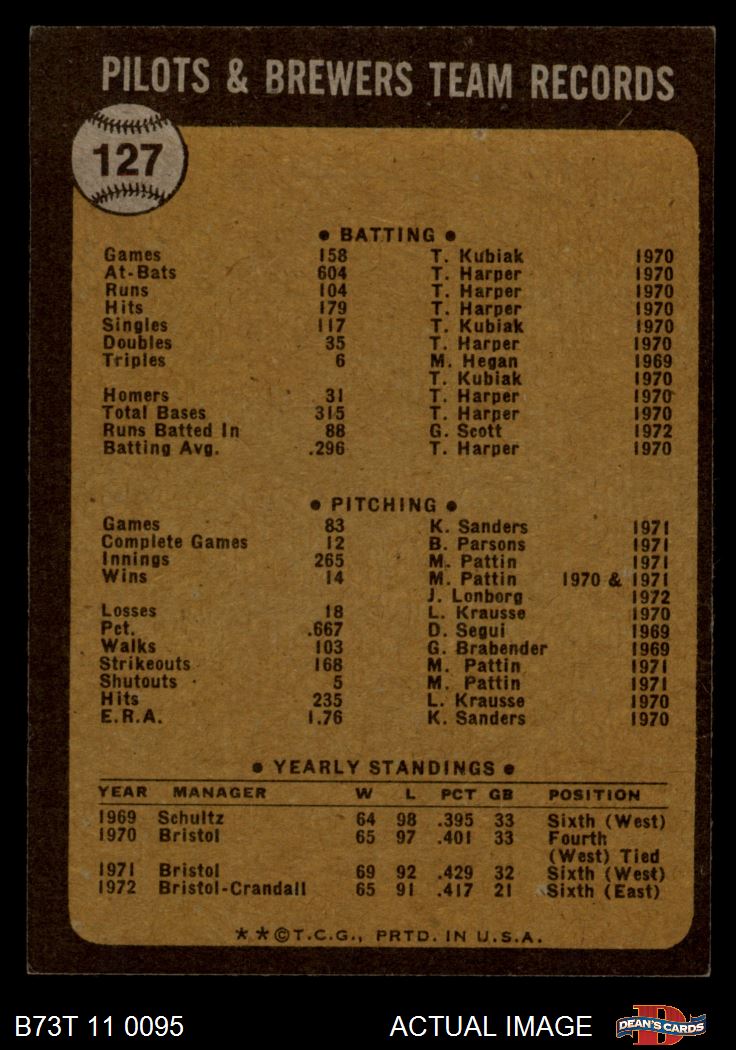 PILOTS & BREWERS TEAM RECORDS
127
• BATTING •
Games 158 T. Kubiak 1970
At-Bats 604 T. Harper 1970
Runs 104 T. Harper 1970
Hits 179 T. Harper 1970
Singles 117 T. Kubiak 1970
Doubles 35 T. Harper 1970
Triples 6 M. Hegan 1969
T. Kubiak 1970
Homers 31 T. Harper 1970
Total Bases 315 T. Harper 1970
Runs Batted In 88 G. Scott 1972
Batting Avg. .296 T. Harper 1970
• PITCHING •
Games 83 K. Sanders 1971
Complete Games 12 B. Parsons 1971
Innings 265 M. Pattin 1971
Wins 14 M. Pattin 1970 & 1971
J. Lonborg 1972
Losses 18 L. Krausse 1970
Pct. .667 D. Segui 1969
Walks 103 G. Brabender 1969
Strikeouts 168 M. Pattin 1971
Shutouts 5 M. Pattin 1971
Hits 235 L. Krausse 1970
E.R.A. 1.76 K. Sanders 1970
• YEARLY STANDINGS •
YEAR MANAGER W L PCT GB POSITION
1969 Schultz 64 98 .395 33 Sixth (West)
1970 Bristol 65 97 .401 33 Fourth
(West) Tied
1971 Bristol 69 92 .429 32 Sixth (West)
1972 Bristol-Crandall 65 91 .417 21 Sixth (East)
★★©T.C.G., PRTD. IN U.S.A.
B73T 11 0095 ACTUAL IMAGE
D
DEAN'S CARDS